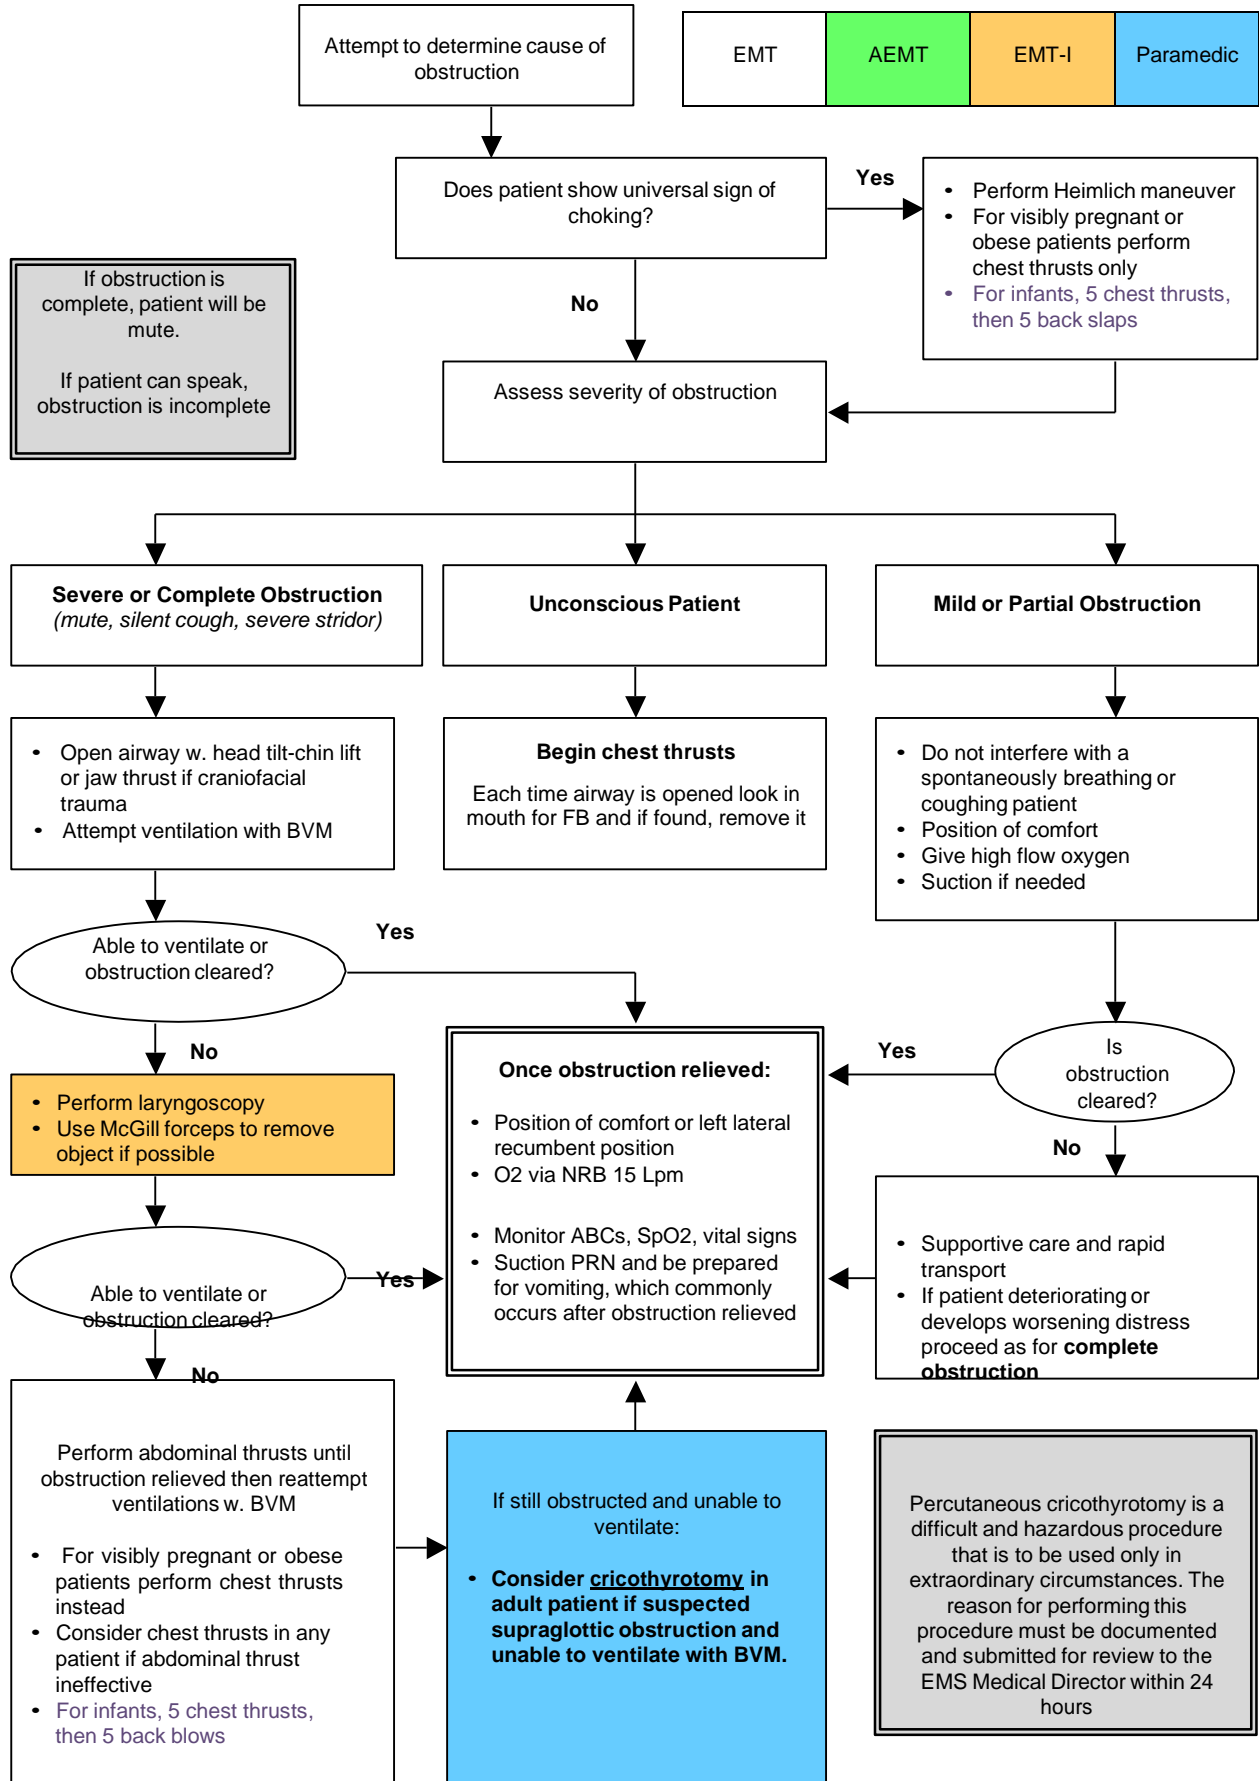 Attempt to determine cause of
obstruction
EMT
AEMT
EMT-I
Paramedic
Does patient show universal sign of
choking?
Yes
• Perform Heimlich maneuver
• For visibly pregnant or
obese patients perform
chest thrusts only
• For infants, 5 chest thrusts,
then 5 back slaps
If obstruction is
complete, patient will be
mute.
If patient can speak,
obstruction is incomplete
No
Assess severity of obstruction
Severe or Complete Obstruction
(mute, silent cough, severe stridor)
Unconscious Patient
Mild or Partial Obstruction
• Open airway w. head tilt-chin lift
or jaw thrust if craniofacial
trauma
• Attempt ventilation with BVM
Begin chest thrusts
Each time airway is opened look in
mouth for FB and if found, remove it
• Do not interfere with a
spontaneously breathing or
coughing patient
• Position of comfort
• Give high flow oxygen
• Suction if needed
Able to ventilate or
obstruction cleared?
Yes
No
• Perform laryngoscopy
• Use McGill forceps to remove
object if possible
Once obstruction relieved:
• Position of comfort or left lateral
recumbent position
• O2 via NRB 15 Lpm
• Monitor ABCs, SpO2, vital signs
• Suction PRN and be prepared
for vomiting, which commonly
occurs after obstruction relieved
Yes
Is
obstruction
cleared?
No
Able to ventilate or
obstruction cleared?
Yes
No
• Supportive care and rapid
transport
• If patient deteriorating or
develops worsening distress
proceed as for complete
obstruction
Perform abdominal thrusts until
obstruction relieved then reattempt
ventilations w. BVM
• For visibly pregnant or obese
patients perform chest thrusts
instead
• Consider chest thrusts in any
patient if abdominal thrust
ineffective
• For infants, 5 chest thrusts,
then 5 back blows
If still obstructed and unable to
ventilate:
• Consider cricothyrotomy in
adult patient if suspected
supraglottic obstruction and
unable to ventilate with BVM.
Percutaneous cricothyrotomy is a
difficult and hazardous procedure
that is to be used only in
extraordinary circumstances. The
reason for performing this
procedure must be documented
and submitted for review to the
EMS Medical Director within 24
hours